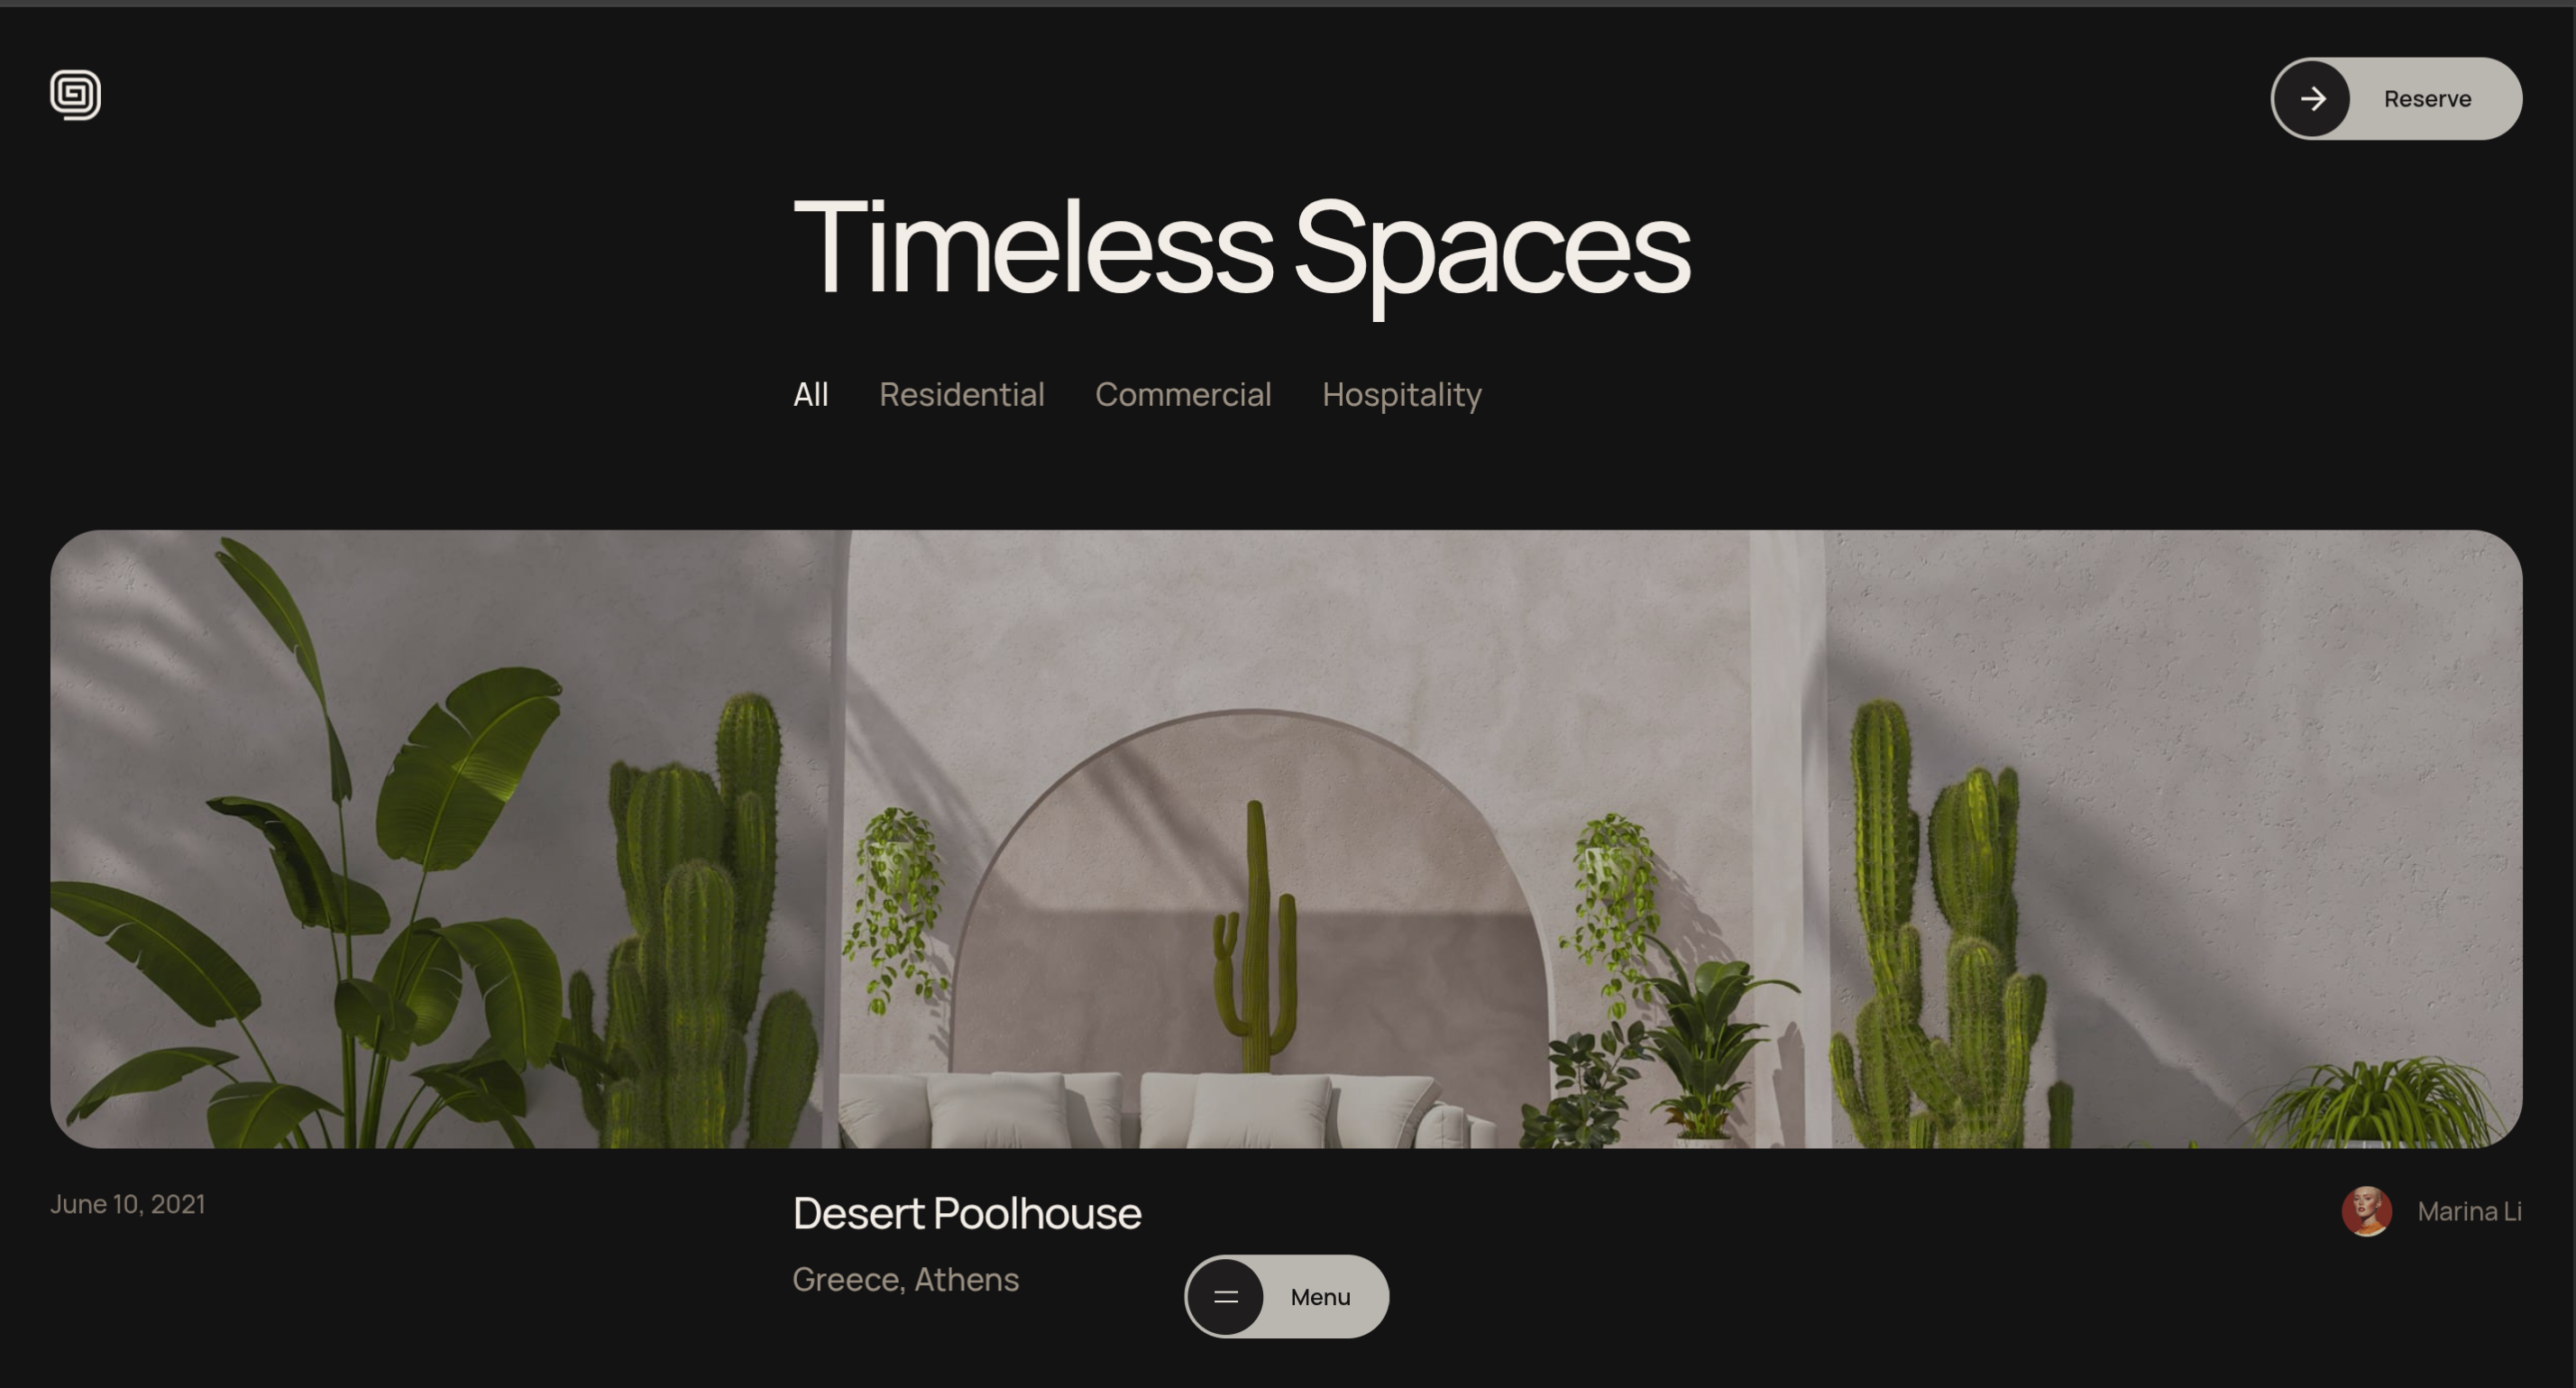 Reserve
Timeless Spaces
All Residential Commercial Hospitality
June 10, 2021
Desert Poolhouse
Marina Li
Greece, Athens
Menu